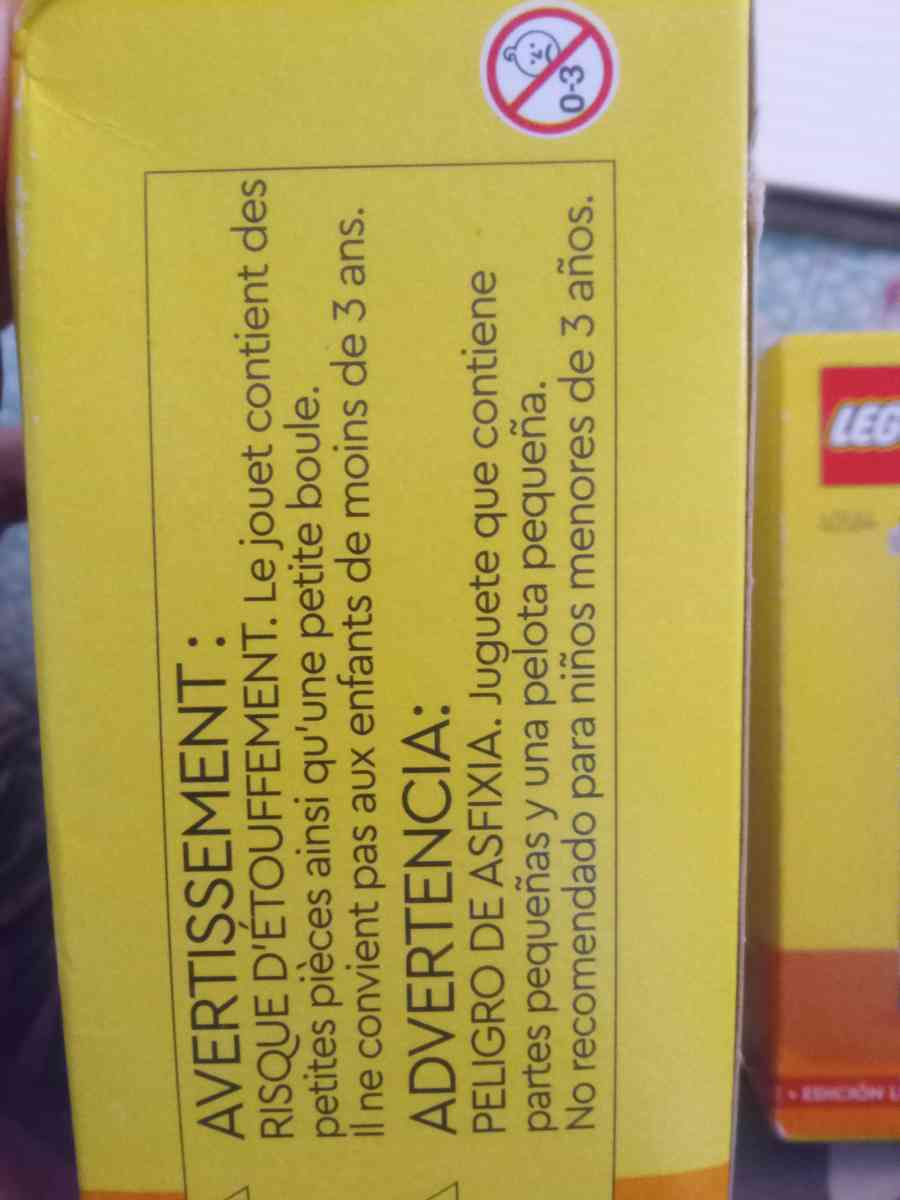 AVERTISSEMENT :
RISQUE D'ÉTOUFFEMENT. Le jouet contient des
petites pièces ainsi qu'une petite boule.
Il ne convient pas aux enfants de moins de 3 ans.
ADVERTENCIA:
PELIGRO DE ASFIXIA. Juguete que contiene
partes pequeñas y una pelota pequeña.
No recomendado para niños menores de 3 años.
0-3
LEG
• EDICIÓN L